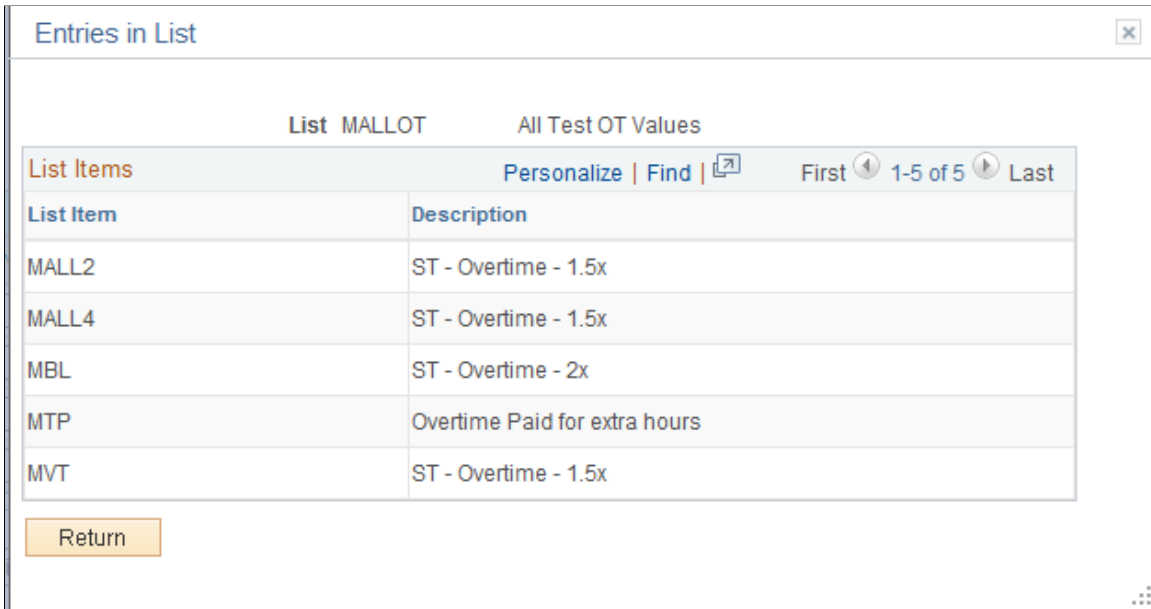 Entries in List
List MALLOT All Test OT Values
List Items Personalize | Find | First 1-5 of 5 Last
List Item Description
MALL2 ST - Overtime - 1.5x
MALL4 ST - Overtime - 1.5x
MBL ST - Overtime - 2x
MTP Overtime Paid for extra hours
MVT ST - Overtime - 1.5x
Return